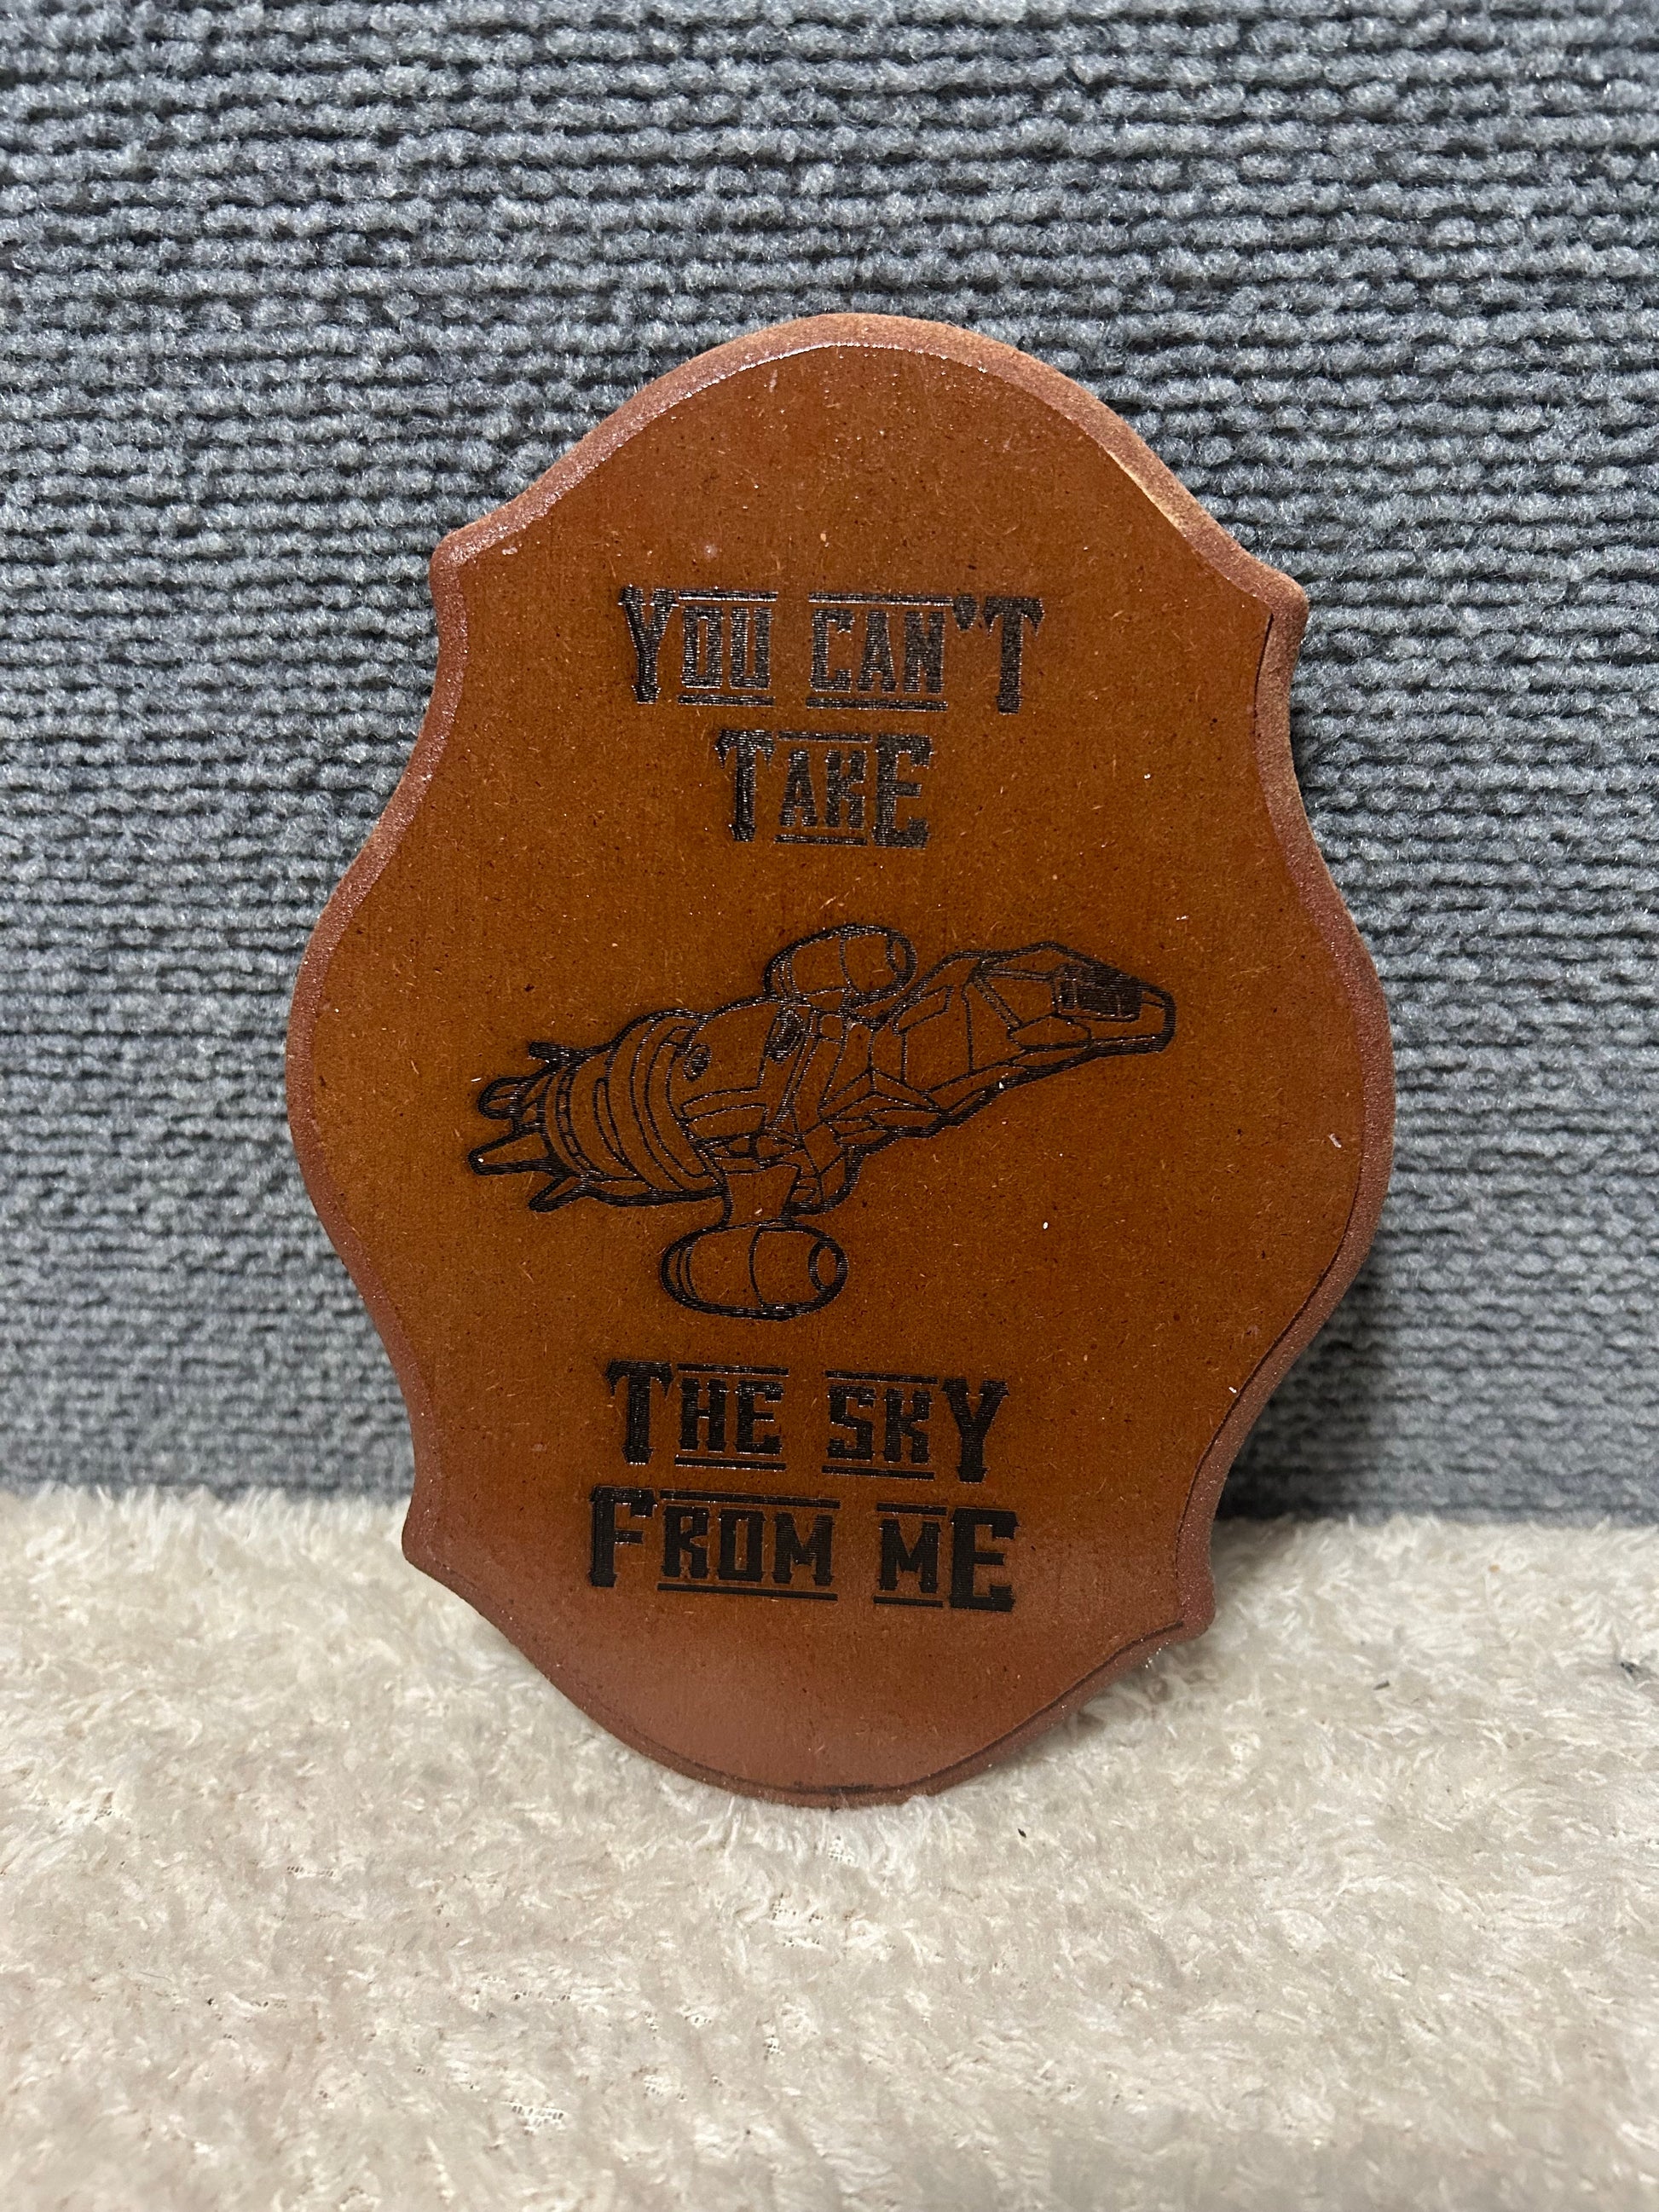 You can't
Take
The sky
From me